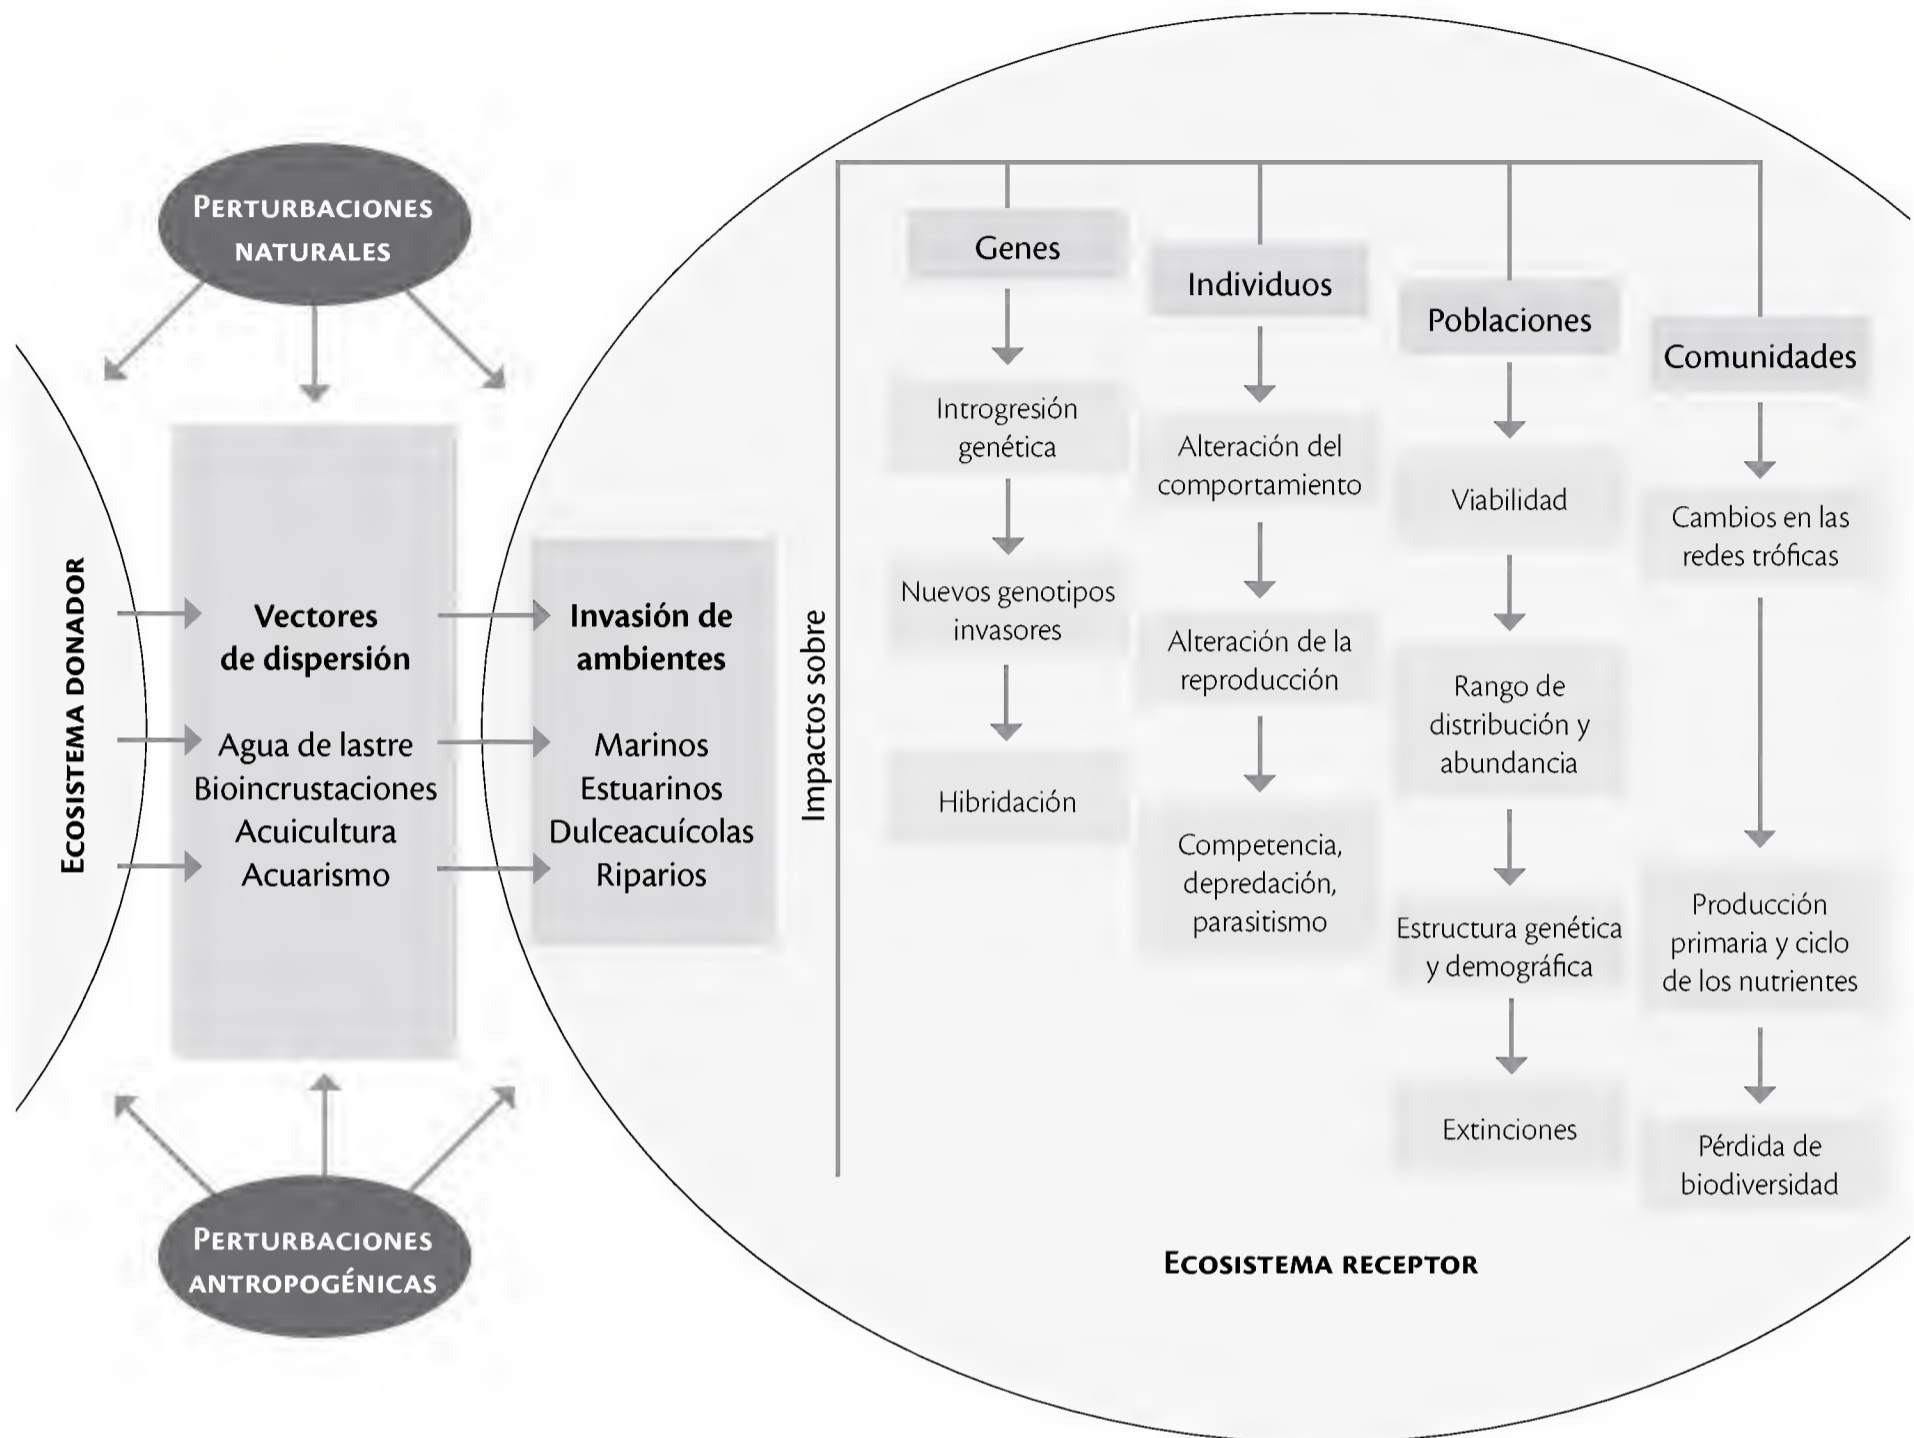 PERTURBACIONES
NATURALES
ECOSISTEMA DONADOR
Vectores
de dispersión
Agua de lastre
Bioincrustaciones
Acuicultura
Acuarismo
PERTURBACIONES
ANTROPOGÉNICAS
Invasión de
ambientes
Marinos
Estuarinos
Dulceacuícolas
Riparios
Impactos sobre
Genes
Introgresión
genética
Nuevos genotipos
invasores
Hibridación
Individuos
Alteración del
comportamiento
Alteración de la
reproducción
Competencia,
depredación,
parasitismo
Poblaciones
Viabilidad
Rango de
distribución y
abundancia
Estructura genética
y demográfica
Extinciones
Comunidades
Cambios en las
redes tróficas
Producción
primaria y ciclo
de los nutrientes
Pérdida de
biodiversidad
ECOSISTEMA RECEPTOR